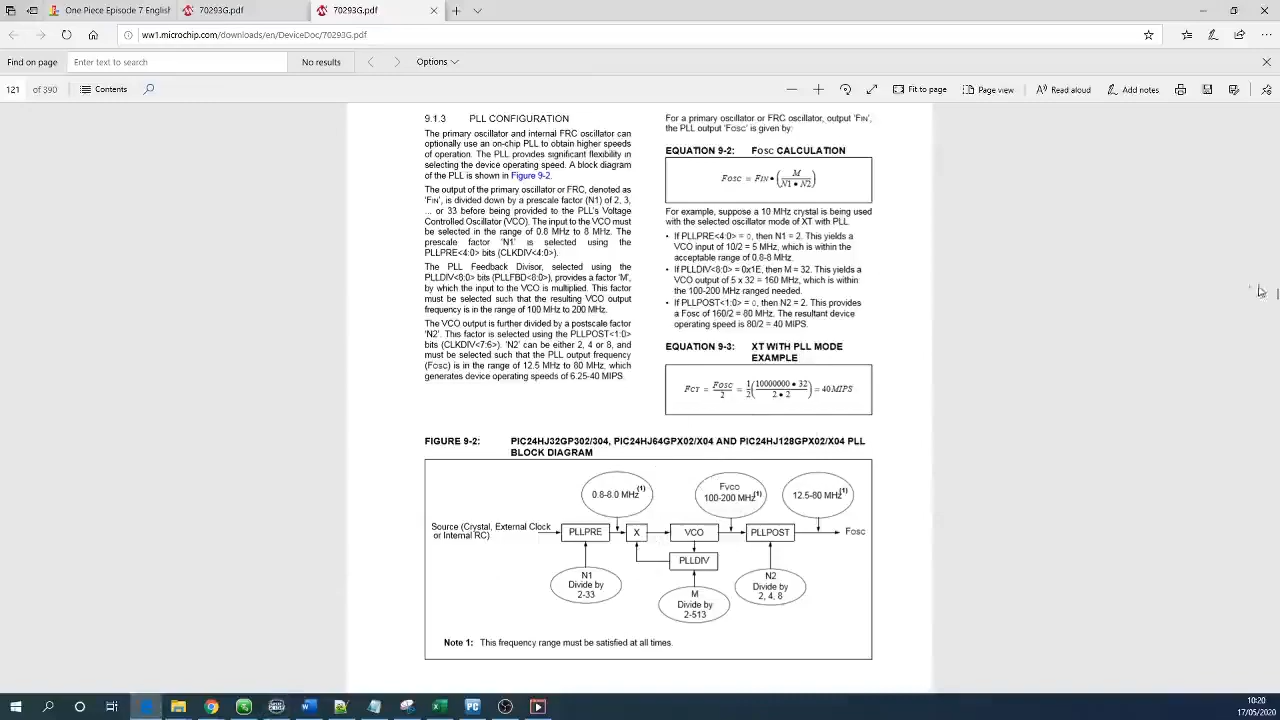 One Piece Episode 7 English
70293G.pdf
70293G.pdf
ww1.microchip.com/downloads/en/DeviceDoc/70293G.pdf
Find on page
Enter text to search
No results
Options
121
of 390
Contents
Fit to page
Page view
Read aloud
Add notes
9.1.3 PLL CONFIGURATION
The primary oscillator and internal FRC oscillator can
optionally use an on-chip PLL to obtain higher speeds
of operation. The PLL provides significant flexibility in
selecting the device operating speed. A block diagram
of the PLL is shown in Figure 9-2.
The output of the primary oscillator or FRC, denoted as
'FIN', is divided down by a prescale factor (N1) of 2, 3,
... or 33 before being provided to the PLL's Voltage
Controlled Oscillator (VCO). The input to the VCO must
be selected in the range of 0.8 MHz to 8 MHz. The
prescale factor 'N1' is selected using the
PLLPRE<4:0> bits (CLKDIV<4:0>).
The PLL Feedback Divisor, selected using the
PLLDIV<8:0> bits (PLLFBD<8:0>), provides a factor 'M',
by which the input to the VCO is multiplied. This factor
must be selected such that the resulting VCO output
frequency is in the range of 100 MHz to 200 MHz.
The VCO output is further divided by a postscale factor
'N2'. This factor is selected using the PLLPOST<1:0>
bits (CLKDIV<7:6>). 'N2' can be either 2, 4 or 8, and
must be selected such that the PLL output frequency
(FOSC) is in the range of 12.5 MHz to 80 MHz, which
generates device operating speeds of 6.25-40 MIPS.
For a primary oscillator or FRC oscillator, output 'FIN',
the PLL output 'FOSC' is given by:
EQUATION 9-2: FOSC CALCULATION
FOSC = FIN • (M / N1 • N2)
For example, suppose a 10 MHz crystal is being used
with the selected oscillator mode of XT with PLL.
• If PLLPRE<4:0> = 0, then N1 = 2. This yields a
VCO input of 10/2 = 5 MHz, which is within the
acceptable range of 0.8-8 MHz.
• If PLLDIV<8:0> = 0x1E, then M = 32. This yields a
VCO output of 5 x 32 = 160 MHz, which is within
the 100-200 MHz ranged needed.
• If PLLPOST<1:0> = 0, then N2 = 2. This provides
a Fosc of 160/2 = 80 MHz. The resultant device
operating speed is 80/2 = 40 MIPS.
EQUATION 9-3: XT WITH PLL MODE
EXAMPLE
FCY = FOSC / 2 = 1/2 (10000000 • 32 / 2 • 2) = 40 MIPS
FIGURE 9-2: PIC24HJ32GP302/304, PIC24HJ64GPX02/X04 AND PIC24HJ128GPX02/X04 PLL
BLOCK DIAGRAM
0.8-8.0 MHz(1)
FVCO
100-200 MHz(1)
12.5-80 MHz(1)
Source (Crystal, External Clock
or Internal RC)
PLLPRE
X
VCO
PLLPOST
FOSC
PLLDIV
N1
Divide by
2-33
M
Divide by
2-513
N2
Divide by
2, 4, 8
Note 1: This frequency range must be satisfied at all times.
10:20
17/05/2020